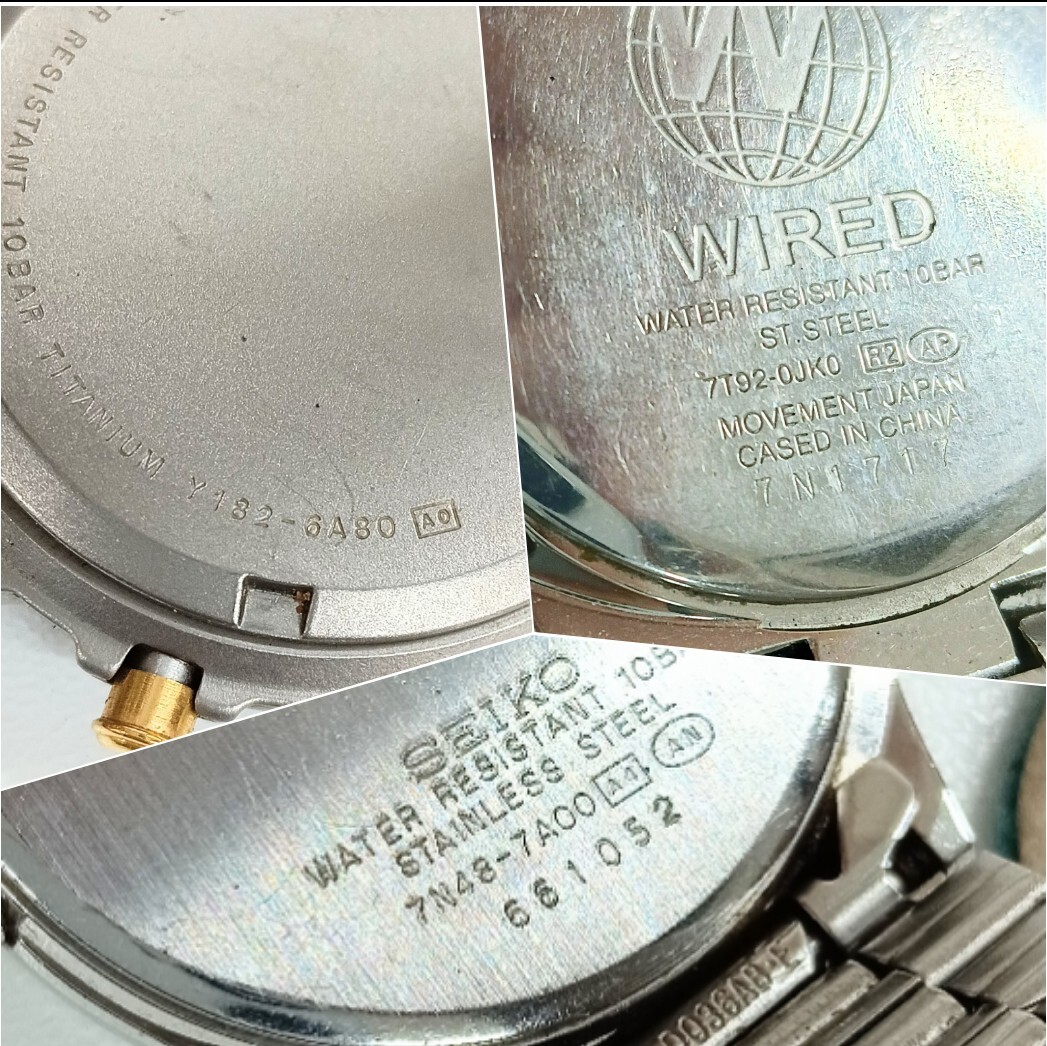 RESISTANT 10BAR TITANIUM Y182-6A80 A0
W
WIRED
WATER RESISTANT 10BAR
ST. STEEL
7T92-0JK0 R2 AP
MOVEMENT JAPAN
CASED IN CHINA
7N1717
SEIKO
WATER RESISTANT 10BA
STAINLESS STEEL
7N48-7A00 AN
661052